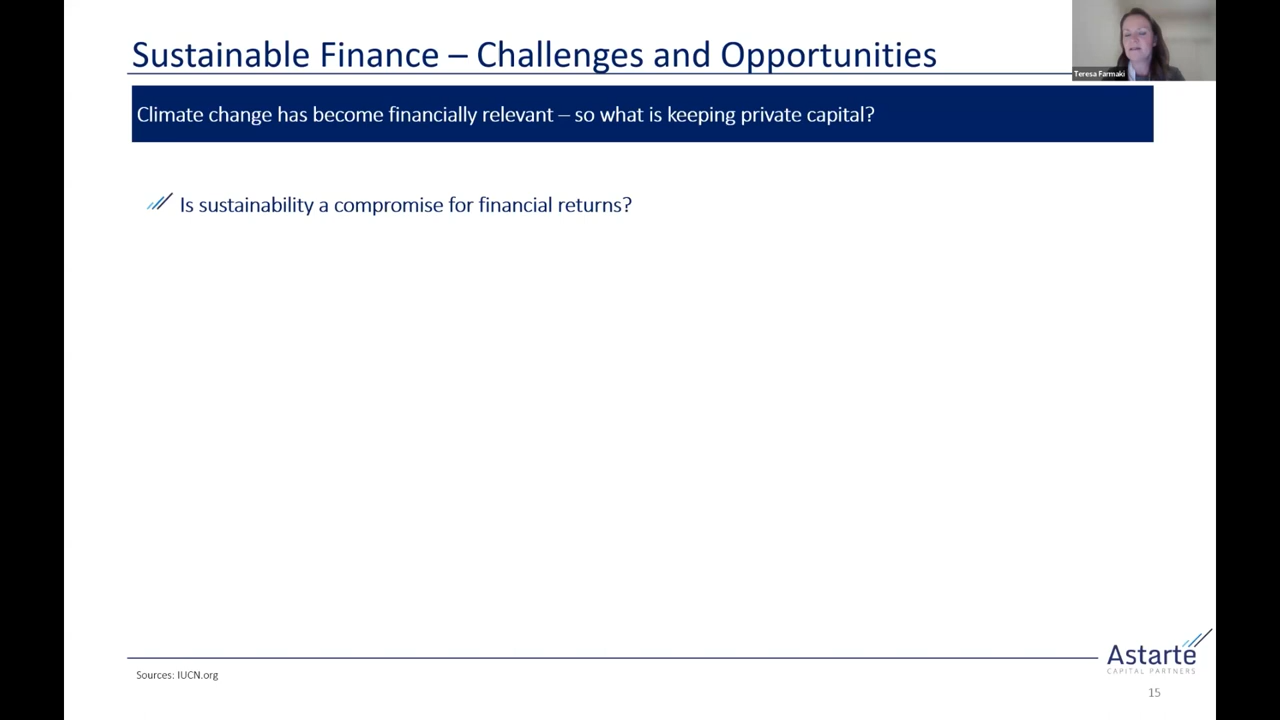 Sustainable Finance – Challenges and Opportunities
Teresa Farmaki
Climate change has become financially relevant – so what is keeping private capital?
Is sustainability a compromise for financial returns?
Astarte
CAPITAL PARTNERS
Sources: IUCN.org
15